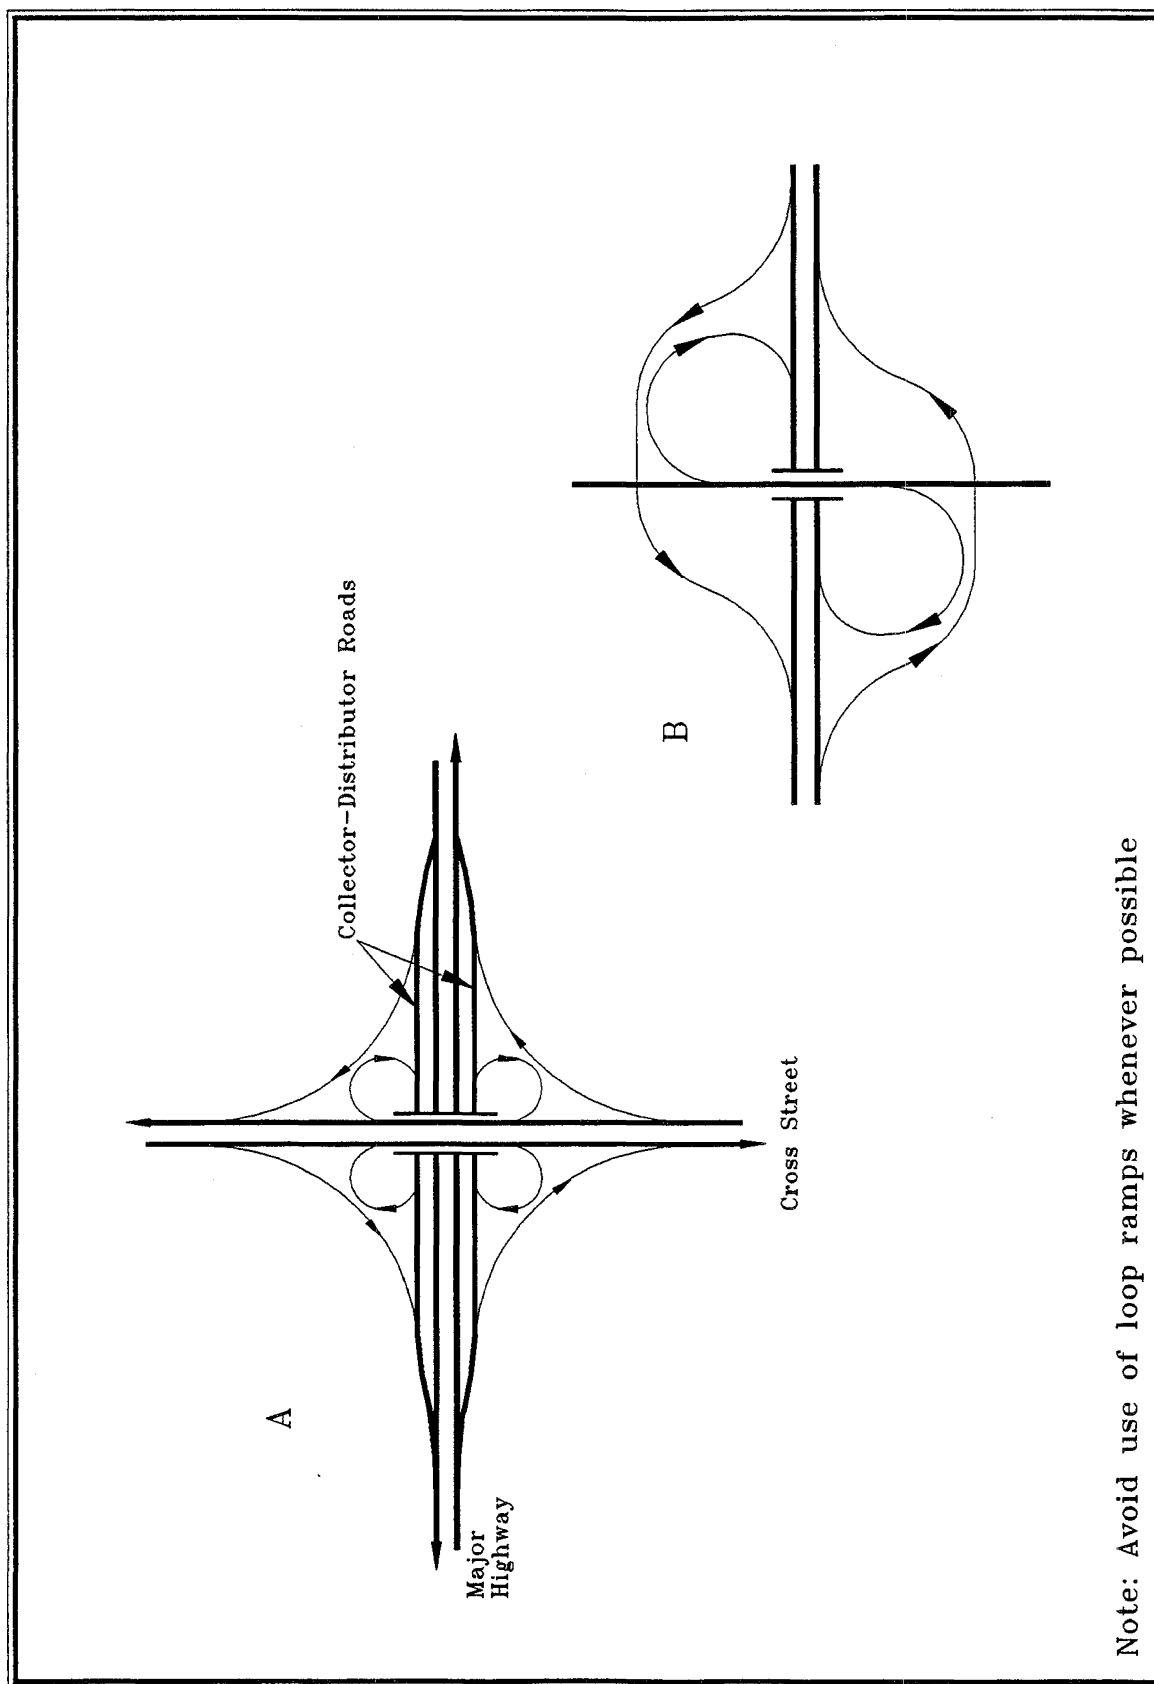 A
Collector-Distributor Roads
Major
Highway
Cross Street
B
Note: Avoid use of loop ramps whenever possible